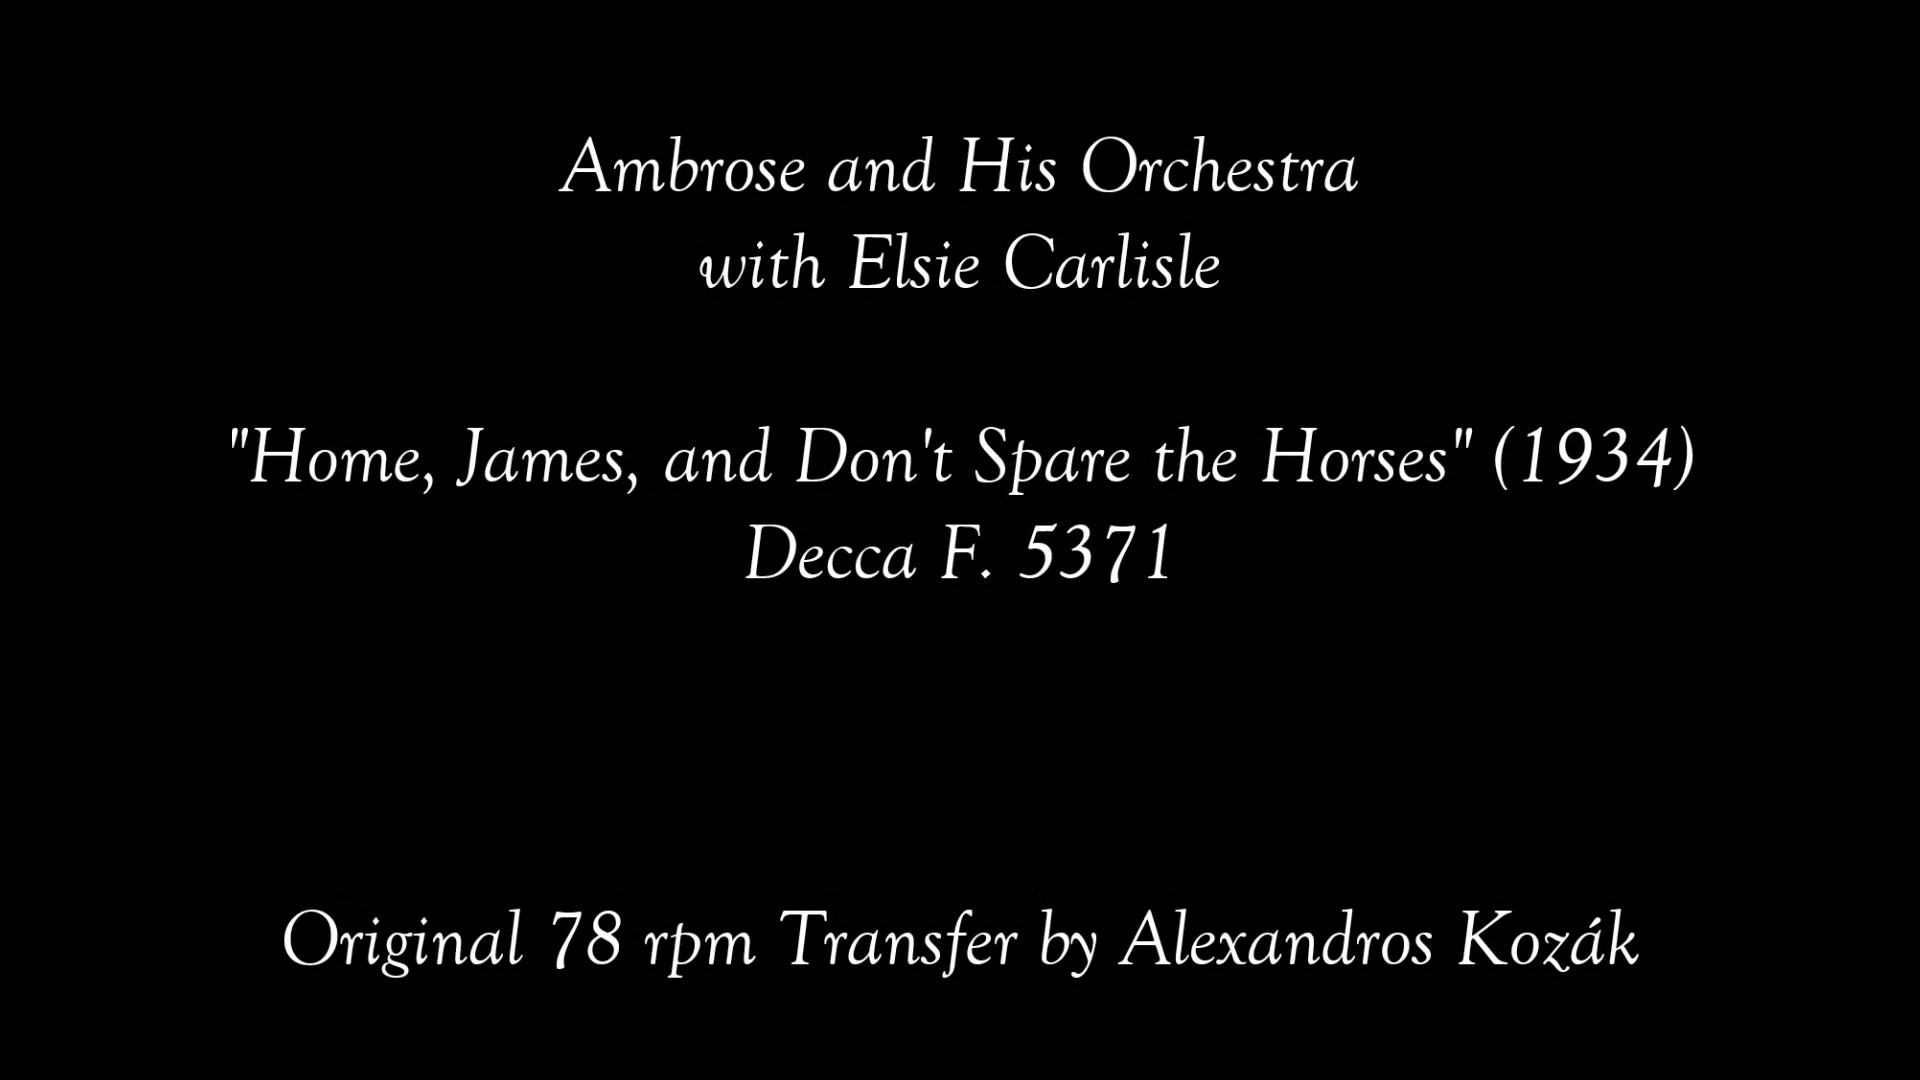 Ambrose and His Orchestra
with Elsie Carlisle
"Home, James, and Don't Spare the Horses" (1934)
Decca F. 5371
Original 78 rpm Transfer by Alexandros Kozák